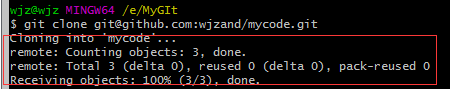 wjz@wjz MINGW64 /e/MyGIt
$ git clone git@github.com:wjzand/mycode.git
Cloning into 'mycode'...
remote: Counting objects: 3, done.
remote: Total 3 (delta 0), reused 0 (delta 0), pack-reused 0
Receiving objects: 100% (3/3), done.